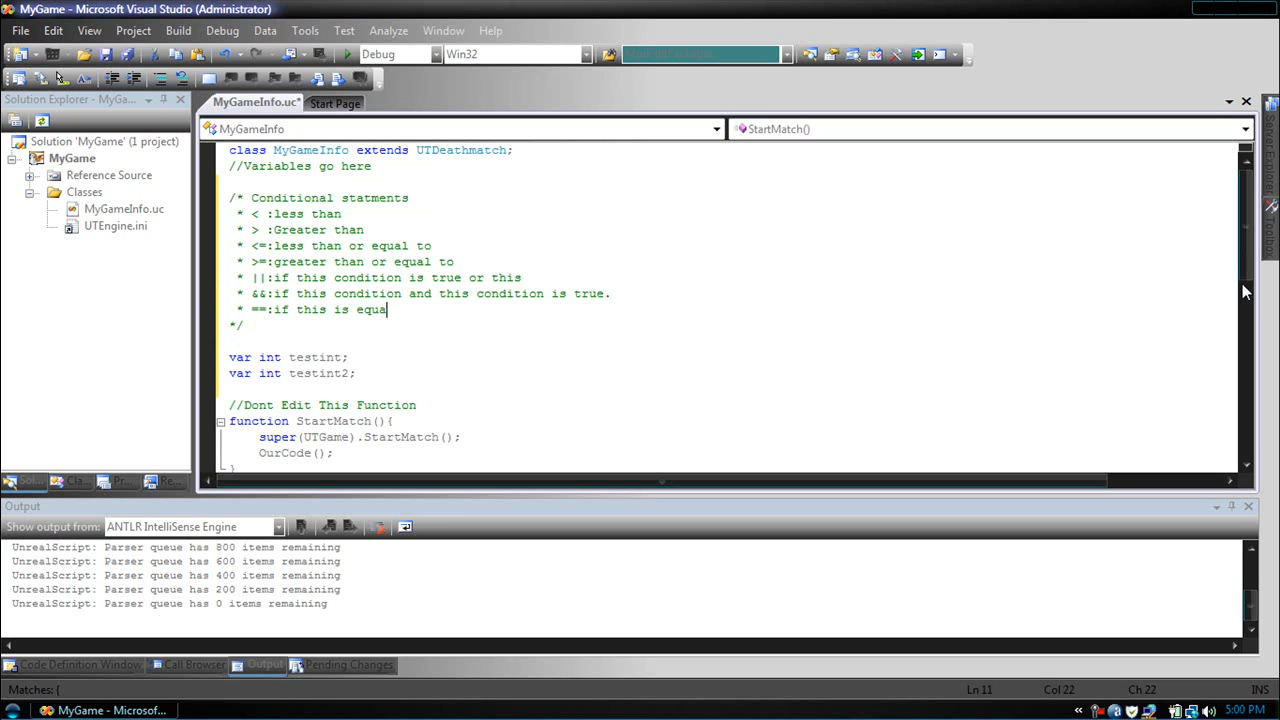 MyGame - Microsoft Visual Studio (Administrator)
File Edit View Project Build Debug Data Tools Test Analyze Window Help
Debug Win32
Solution Explorer - MyGa...
MyGameInfo.uc* Start Page
MyGameInfo StartMatch()
Solution 'MyGame' (1 project)
MyGame
Reference Source
Classes
MyGameInfo.uc
UTEngine.ini
class MyGameInfo extends UTDeathmatch;
//Variables go here
/* Conditional statments
* < :less than
* > :Greater than
* <=:less than or equal to
* >=:greater than or equal to
* ||:if this condition is true or this
* &&:if this condition and this condition is true.
* ==:if this is equa
*/
var int testint;
var int testint2;
//Dont Edit This Function
function StartMatch(){
super(UTGame).StartMatch();
OurCode();
}
Server Explorer
Toolbox
Sol... Cla... Pr... Re...
Output
Show output from: ANTLR IntelliSense Engine
UnrealScript: Parser queue has 800 items remaining
UnrealScript: Parser queue has 600 items remaining
UnrealScript: Parser queue has 400 items remaining
UnrealScript: Parser queue has 200 items remaining
UnrealScript: Parser queue has 0 items remaining
Code Definition Window Call Browser Output Pending Changes
Matches: { Ln 11 Col 22 Ch 22 INS
MyGame - Microsof... 5:00 PM